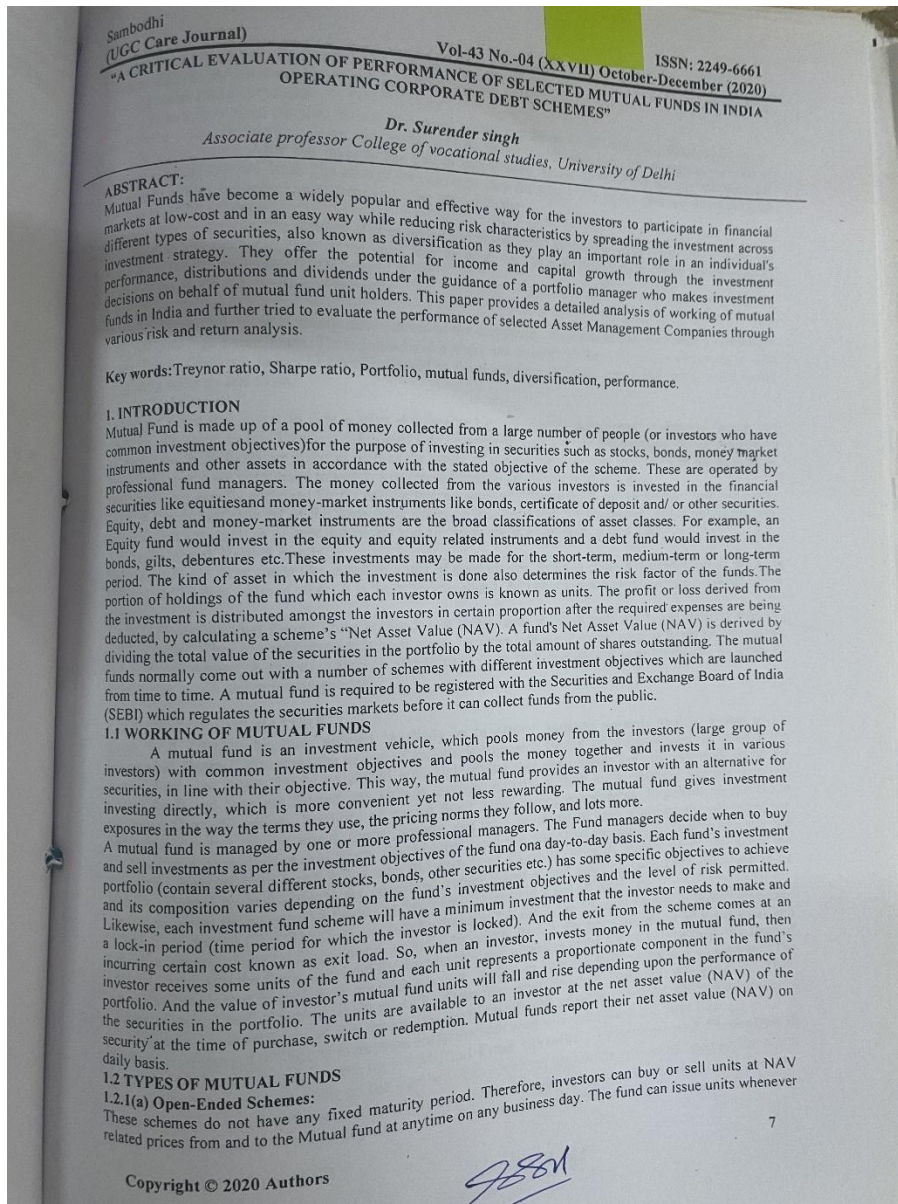 Sambodhi
(UGC Care Journal)
ISSN: 2249-6661
Vol-43 No.-04 (XXVII) October-December (2020)
“A CRITICAL EVALUATION OF PERFORMANCE OF SELECTED MUTUAL FUNDS IN INDIA
OPERATING CORPORATE DEBT SCHEMES”
Dr. Surender singh
Associate professor College of vocational studies, University of Delhi
ABSTRACT:
Mutual Funds have become a widely popular and effective way for the investors to participate in financial
markets at low-cost and in an easy way while reducing risk characteristics by spreading the investment across
different types of securities, also known as diversification as they play an important role in an individual's
investment strategy. They offer the potential for income and capital growth through the investment
performance, distributions and dividends under the guidance of a portfolio manager who makes investment
decisions on behalf of mutual fund unit holders. This paper provides a detailed analysis of working of mutual
funds in India and further tried to evaluate the performance of selected Asset Management Companies through
various risk and return analysis.
Key words:Treynor ratio, Sharpe ratio, Portfolio, mutual funds, diversification, performance.
1. INTRODUCTION
Mutual Fund is made up of a pool of money collected from a large number of people (or investors who have
common investment objectives)for the purpose of investing in securities such as stocks, bonds, money market
instruments and other assets in accordance with the stated objective of the scheme. These are operated by
professional fund managers. The money collected from the various investors is invested in the financial
securities like equitiesand money-market instruments like bonds, certificate of deposit and/ or other securities.
Equity, debt and money-market instruments are the broad classifications of asset classes. For example, an
Equity fund would invest in the equity and equity related instruments and a debt fund would invest in the
bonds, gilts, debentures etc.These investments may be made for the short-term, medium-term or long-term
period. The kind of asset in which the investment is done also determines the risk factor of the funds.The
portion of holdings of the fund which each investor owns is known as units. The profit or loss derived from
the investment is distributed amongst the investors in certain proportion after the required expenses are being
deducted, by calculating a scheme's “Net Asset Value (NAV). A fund's Net Asset Value (NAV) is derived by
dividing the total value of the securities in the portfolio by the total amount of shares outstanding. The mutual
funds normally come out with a number of schemes with different investment objectives which are launched
from time to time. A mutual fund is required to be registered with the Securities and Exchange Board of India
(SEBI) which regulates the securities markets before it can collect funds from the public.
1.1 WORKING OF MUTUAL FUNDS
A mutual fund is an investment vehicle, which pools money from the investors (large group of
investors) with common investment objectives and pools the money together and invests it in various
securities, in line with their objective. This way, the mutual fund provides an investor with an alternative for
investing directly, which is more convenient yet not less rewarding. The mutual fund gives investment
exposures in the way the terms they use, the pricing norms they follow, and lots more.
A mutual fund is managed by one or more professional managers. The Fund managers decide when to buy
and sell investments as per the investment objectives of the fund ona day-to-day basis. Each fund's investment
portfolio (contain several different stocks, bonds, other securities etc.) has some specific objectives to achieve
and its composition varies depending on the fund's investment objectives and the level of risk permitted.
Likewise, each investment fund scheme will have a minimum investment that the investor needs to make and
a lock-in period (time period for which the investor is locked). And the exit from the scheme comes at an
incurring certain cost known as exit load. So, when an investor, invests money in the mutual fund, then
investor receives some units of the fund and each unit represents a proportionate component in the fund's
portfolio. And the value of investor's mutual fund units will fall and rise depending upon the performance of
the securities in the portfolio. The units are available to an investor at the net asset value (NAV) of the
security at the time of purchase, switch or redemption. Mutual funds report their net asset value (NAV) on
daily basis.
1.2 TYPES OF MUTUAL FUNDS
1.2.1(a) Open-Ended Schemes:
These schemes do not have any fixed maturity period. Therefore, investors can buy or sell units at NAV
related prices from and to the Mutual fund at anytime on any business day. The fund can issue units whenever
7
Copyright © 2020 Authors